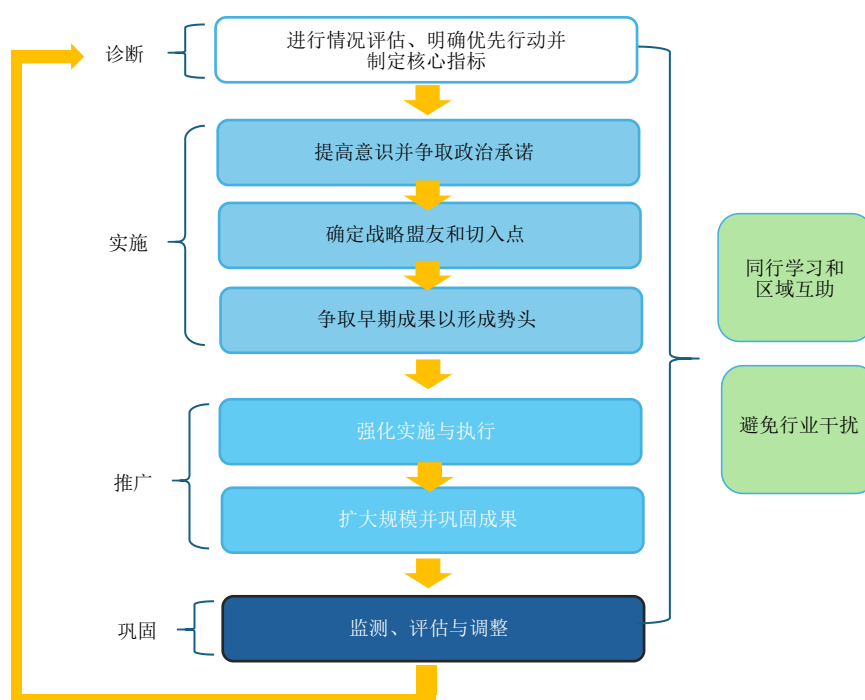 诊断
进行情况评估、明确优先行动并
制定核心指标
实施
提高意识并争取政治承诺
确定战略盟友和切入点
争取早期成果以形成势头
推广
强化实施与执行
扩大规模并巩固成果
巩固
监测、评估与调整
同行学习和
区域互助
避免行业干扰